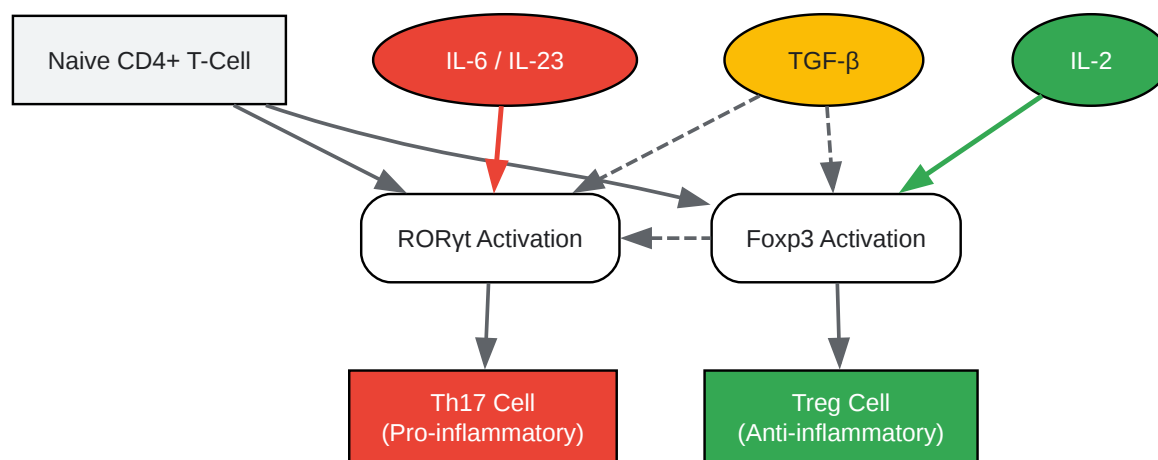 Naive CD4+ T-Cell
IL-6 / IL-23
TGF-β
IL-2
RORγt Activation
Foxp3 Activation
Th17 Cell
(Pro-inflammatory)
Treg Cell
(Anti-inflammatory)